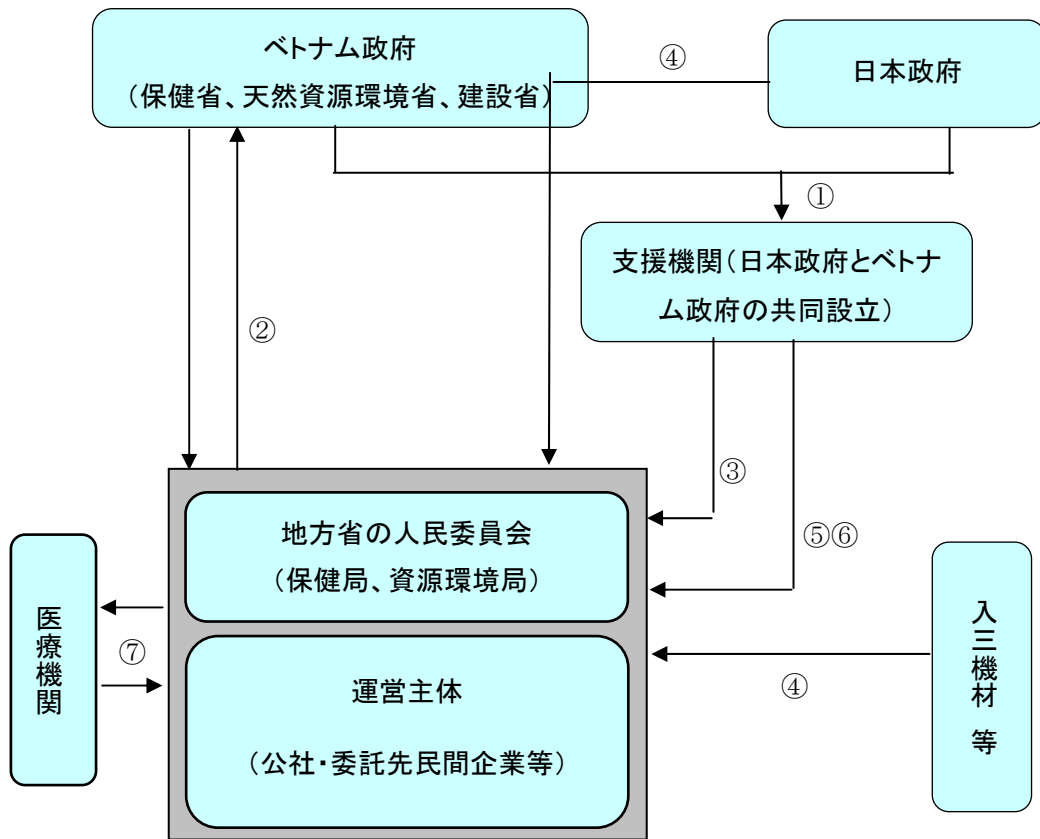 ベトナム政府
（保健省、天然資源環境省、建設省）
④
日本政府
①
支援機関（日本政府とベトナ
ム政府の共同設立）
②
③
⑤⑥
地方省の人民委員会
（保健局、資源環境局）
医療機関
⑦
運営主体
（公社・委託先民間企業等）
④
入三機材 等